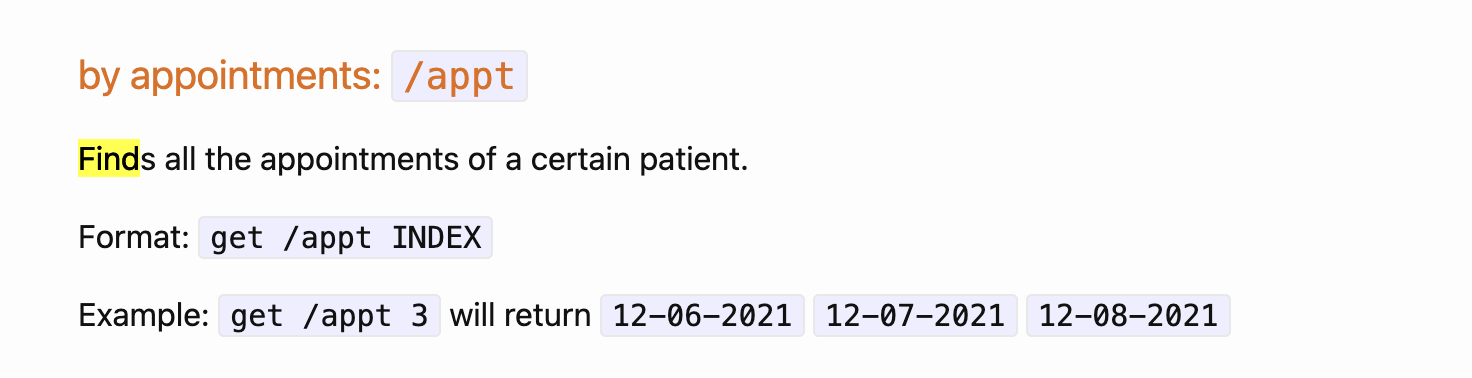 by appointments: /appt
Finds all the appointments of a certain patient.
Format: get /appt INDEX
Example: get /appt 3 will return 12-06-2021 12-07-2021 12-08-2021